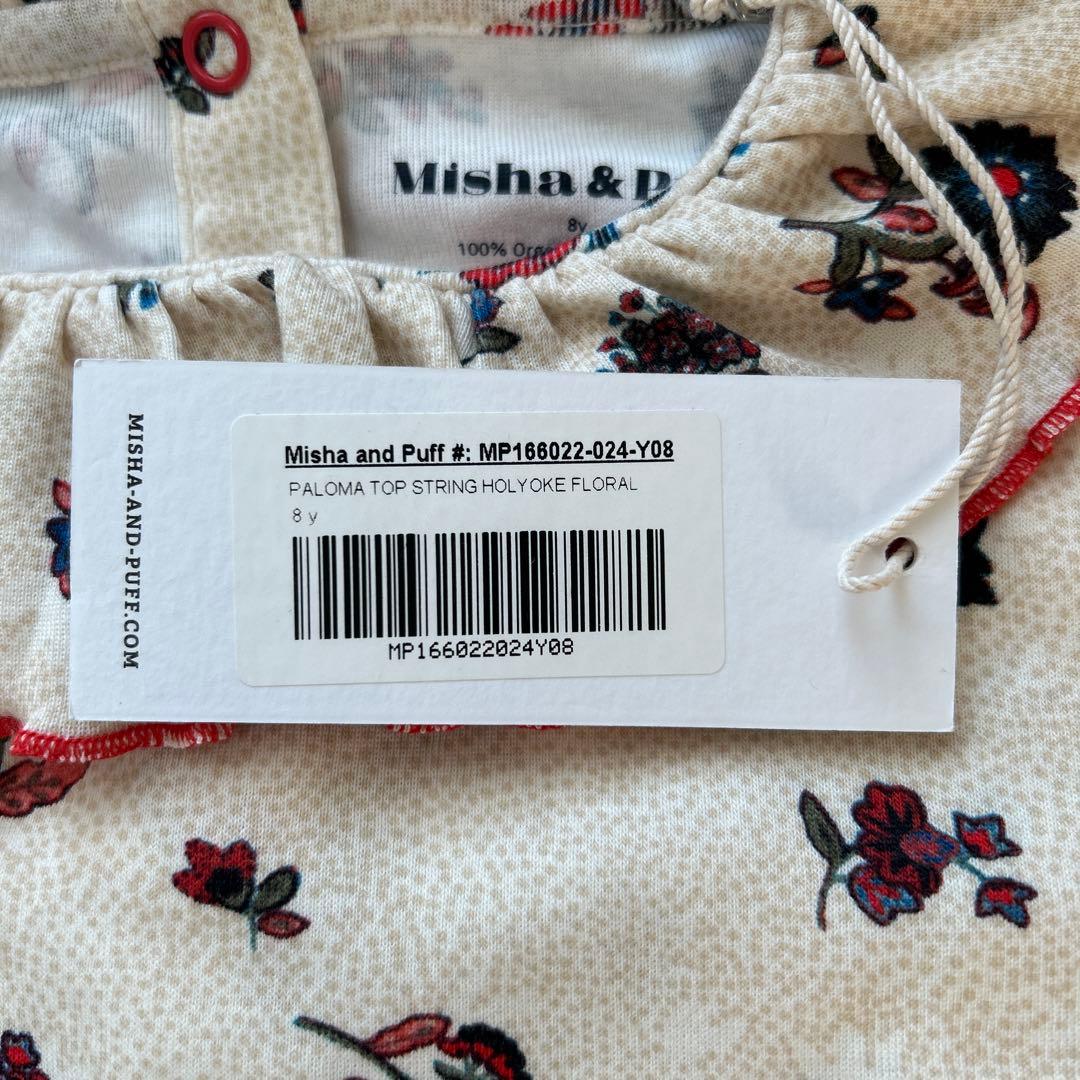 Misha & P
8y
100% Orga
MISHA-AND-PUFF.COM
Misha and Puff #: MP166022-024-Y08
PALOMA TOP STRING HOLYOKE FLORAL
8 y
MP166022024Y08